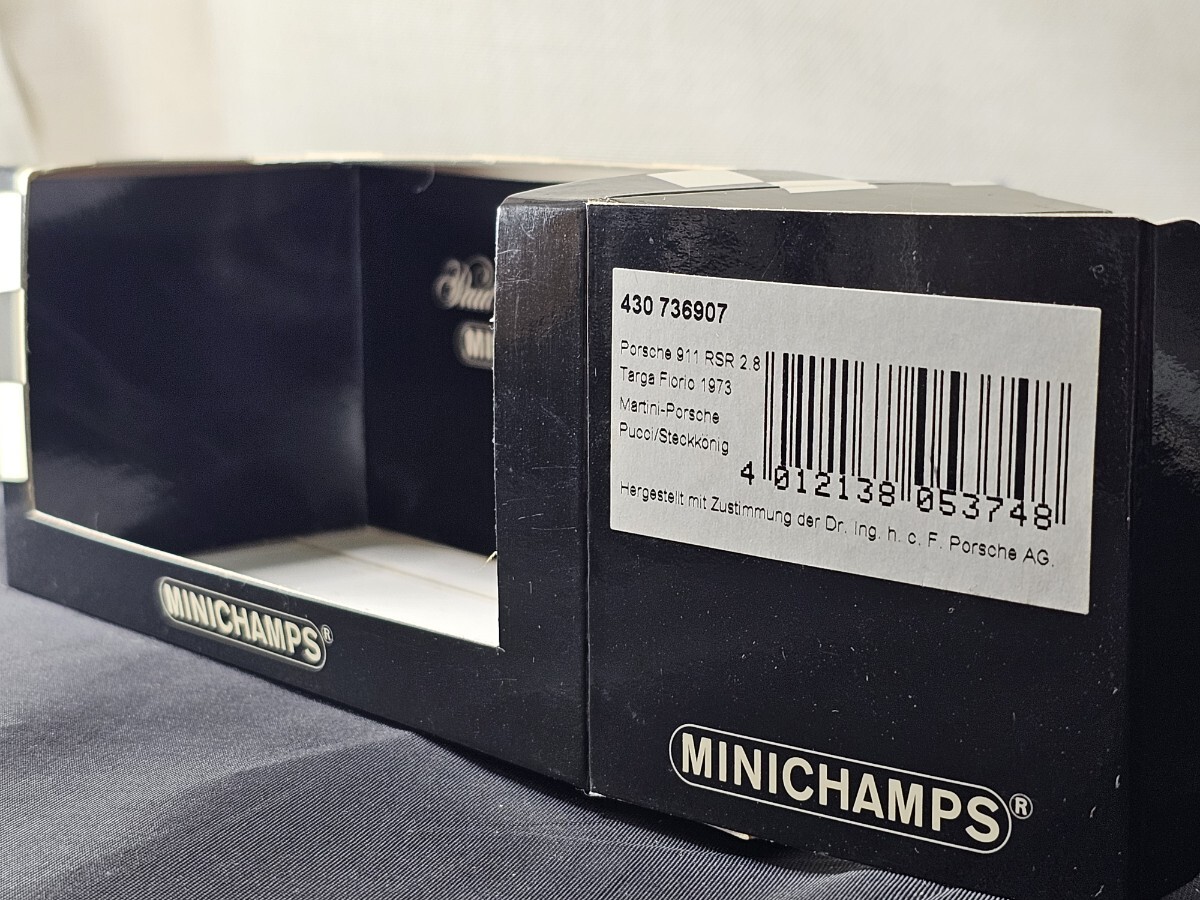 430 736907
Porsche 911 RSR 2.8
Targa Florio 1973
Martini-Porsche
Pucci/Steckkönig
4 012138 053748
Hergestellt mit Zustimmung der Dr. Ing. h. c. F. Porsche AG.
MINICHAMPS®
MINICHAMPS®